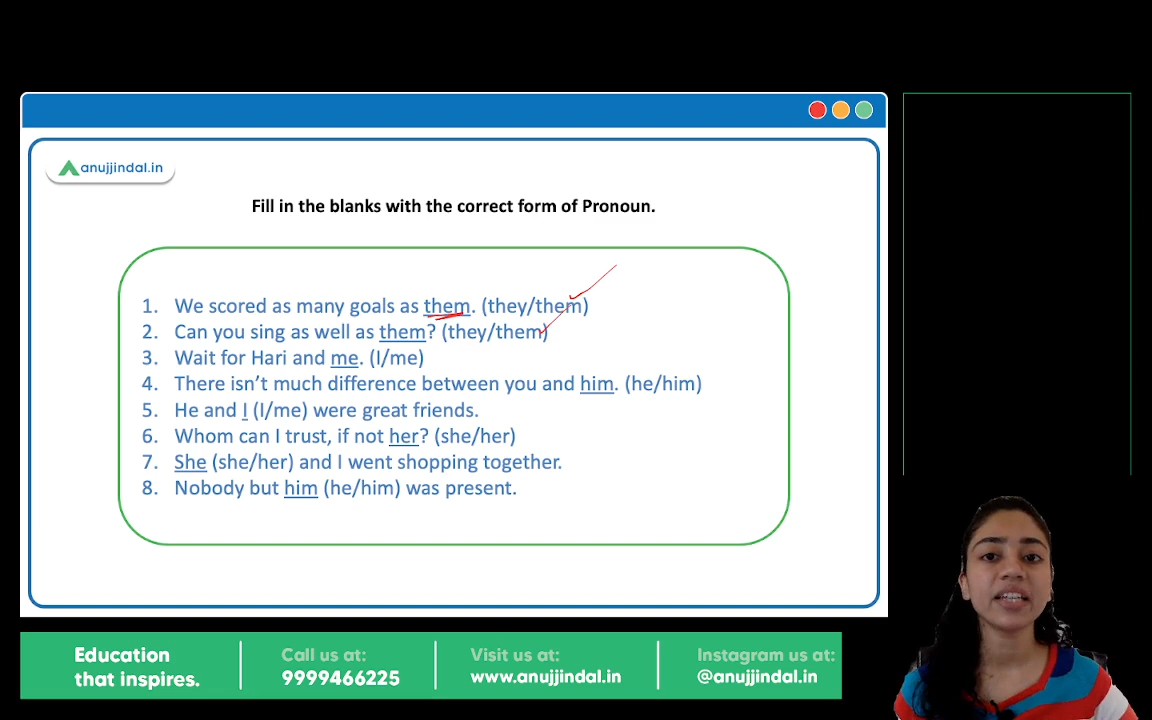 anujjindal.in
Fill in the blanks with the correct form of Pronoun.
1. We scored as many goals as them. (they/them)
2. Can you sing as well as them? (they/them)
3. Wait for Hari and me. (I/me)
4. There isn't much difference between you and him. (he/him)
5. He and I (I/me) were great friends.
6. Whom can I trust, if not her? (she/her)
7. She (she/her) and I went shopping together.
8. Nobody but him (he/him) was present.
Education
that inspires.
Call us at:
9999466225
Visit us at:
www.anujjindal.in
Instagram us at:
@anujjindal.in